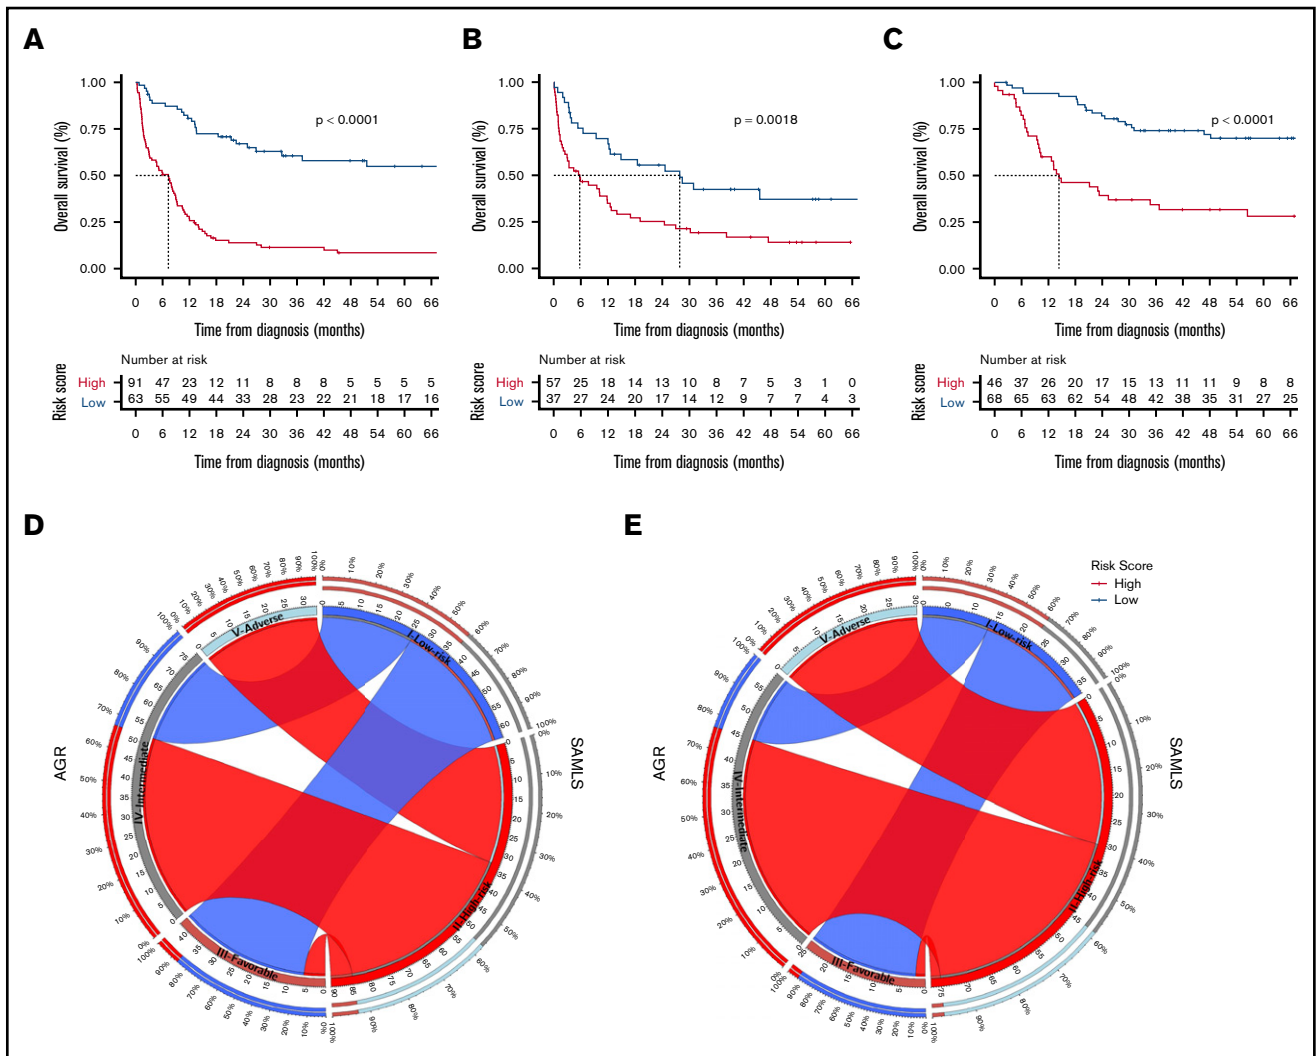 A
B
C
1.00
0.75
0.50
0.25
0.00
Overall survival (%)
p < 0.0001
0 6 12 18 24 30 36 42 48 54 60 66
Time from diagnosis (months)
1.00
0.75
0.50
0.25
0.00
Overall survival (%)
p = 0.0018
0 6 12 18 24 30 36 42 48 54 60 66
Time from diagnosis (months)
1.00
0.75
0.50
0.25
0.00
Overall survival (%)
p < 0.0001
0 6 12 18 24 30 36 42 48 54 60 66
Time from diagnosis (months)
Risk score
Number at risk
High 91 47 23 12 11 8 8 8 5 5 5 5
Low 63 55 49 44 33 28 23 22 21 18 17 16
0 6 12 18 24 30 36 42 48 54 60 66
Time from diagnosis (months)
Risk score
Number at risk
High 57 25 18 14 13 10 8 7 5 3 1 0
Low 37 27 24 20 17 14 12 9 7 7 4 3
0 6 12 18 24 30 36 42 48 54 60 66
Time from diagnosis (months)
Risk score
Number at risk
High 46 37 26 20 17 15 13 11 11 9 8 8
Low 68 65 63 62 54 48 42 38 35 31 27 25
0 6 12 18 24 30 36 42 48 54 60 66
Time from diagnosis (months)
D
AGR
SAMLS
V-Adverse
I-Low-risk
IV-Intermediate
II-High-risk
III-Favorable
E
AGR
SAMLS
V-Adverse
I-Low-risk
IV-Intermediate
II-High-risk
III-Favorable
Risk Score
High
Low